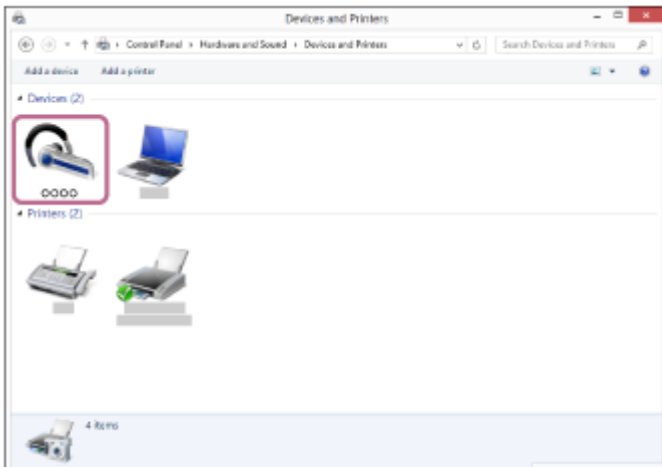 Devices and Printers
Control Panel › Hardware and Sound › Devices and Printers
Search Devices and Printers
Add a device
Add a printer
Devices (2)
oooo
Printers (2)
4 items